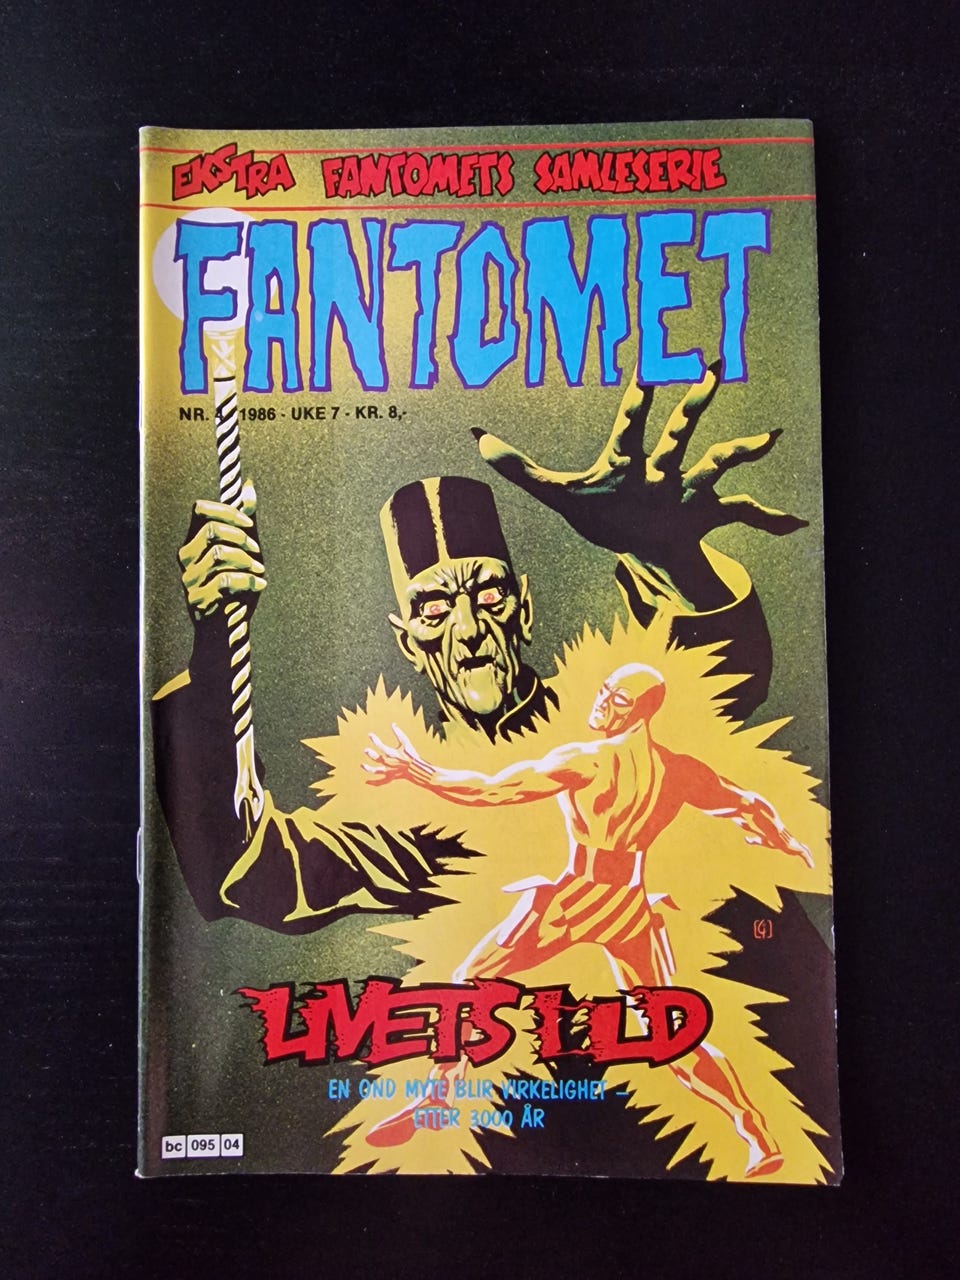 EKSTRA FANTOMETS SAMLESERIE
FANTOMET
NR. 4 1986 - UKE 7 - KR. 8,-
LIVETS ILD
EN OND MYTE BLIR VIRKELIGHET –
ETTER 3000 ÅR
bc 095 04